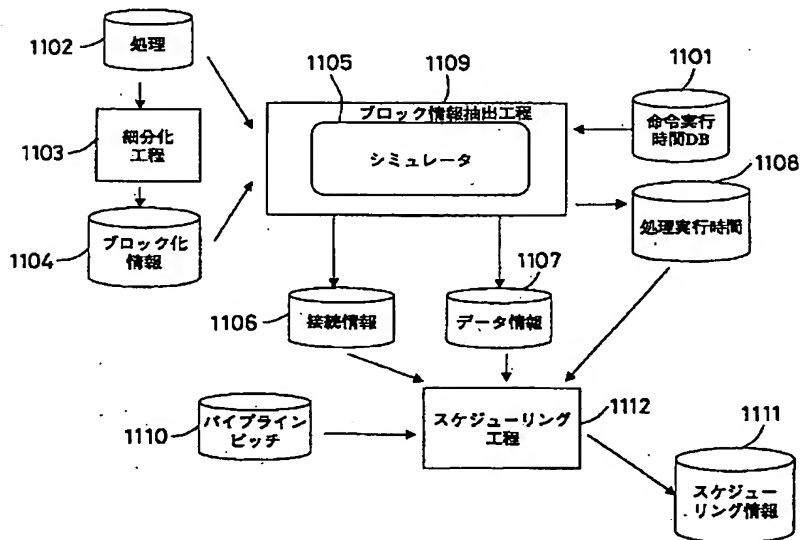 1102
処理
1105
1109
1101
ブロック情報抽出工程
シミュレータ
命令実行
時間DB
1103
細分化
工程
1108
処理実行時間
1104
ブロック化
情報
1107
1106
接続情報
データ情報
1110
パイプライン
ピッチ
スケジューリング
工程
1112
1111
スケジュー
リング情報